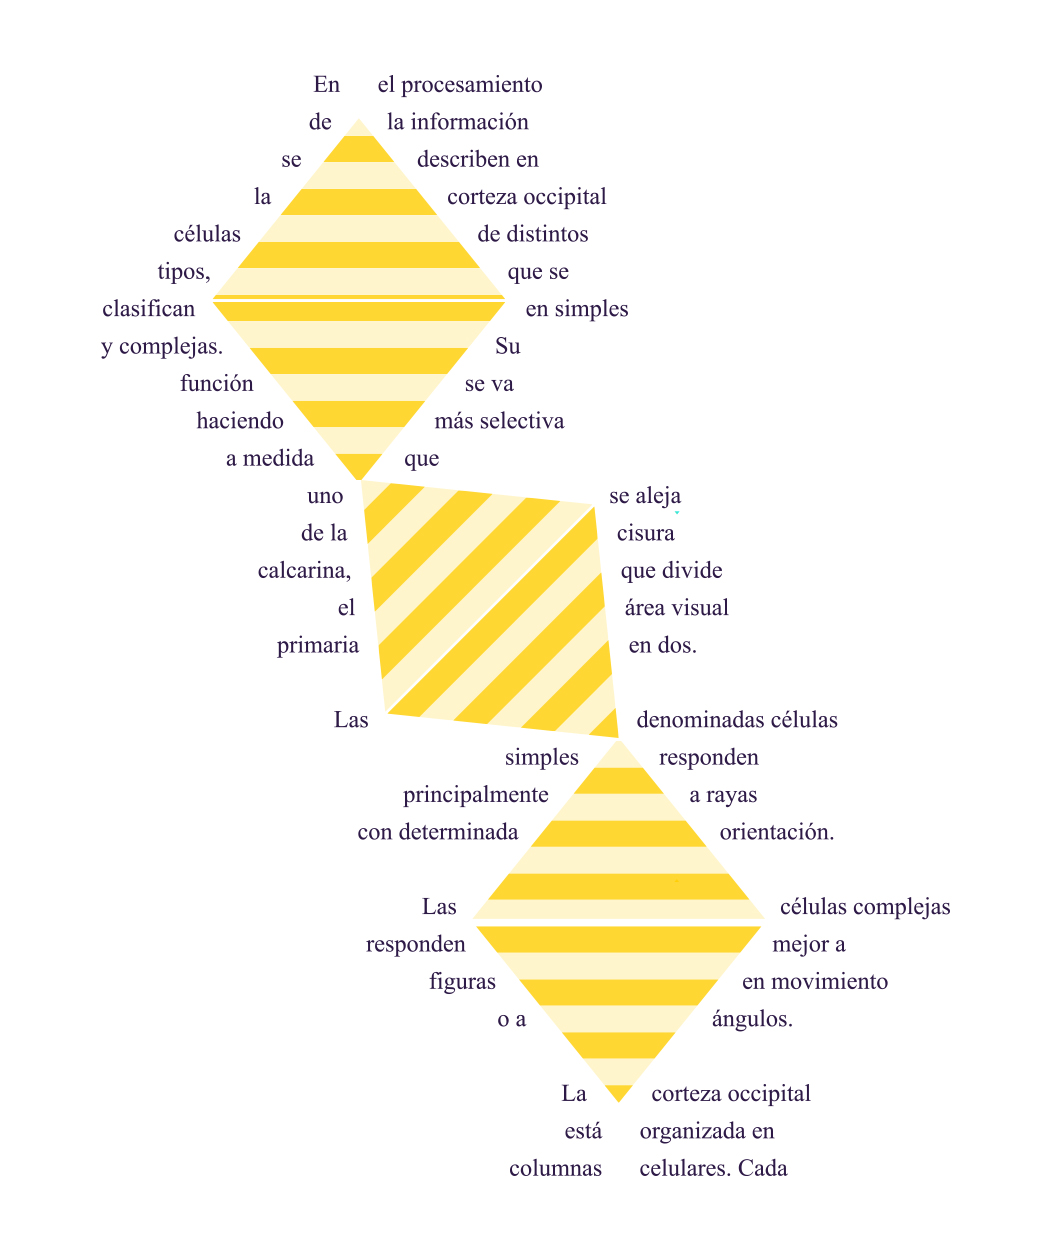 En el procesamiento
de la información
se describen en
la corteza occipital
células de distintos
tipos, que se
clasifican en simples
y complejas. Su
función se va
haciendo más selectiva
a medida que
uno se aleja
de la cisura
calcarina, que divide
el área visual
primaria en dos.
Las denominadas células
simples responden
principalmente a rayas
con determinada orientación.
Las células complejas
responden mejor a
figuras en movimiento
o a ángulos.
La corteza occipital
está organizada en
columnas celulares. Cada